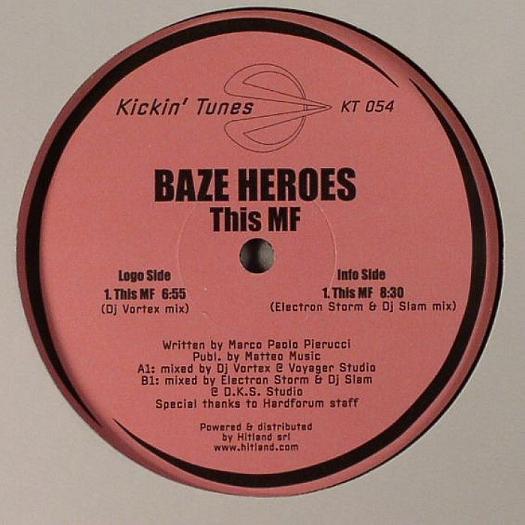 Kickin' Tunes KT 054
BAZE HEROES
This MF
Logo Side
1. This MF 6:55
(Dj Vortex mix)
Info Side
1. This MF 8:30
(Electron Storm & Dj Slam mix)
Written by Marco Paolo Pierucci
Publ. by Matteo Music
A1: mixed by Dj Vortex @ Voyager Studio
B1: mixed by Electron Storm & Dj Slam
@ D.K.S. Studio
Special thanks to Hardforum staff
Powered & distributed
by Hitland srl
www.hitland.com